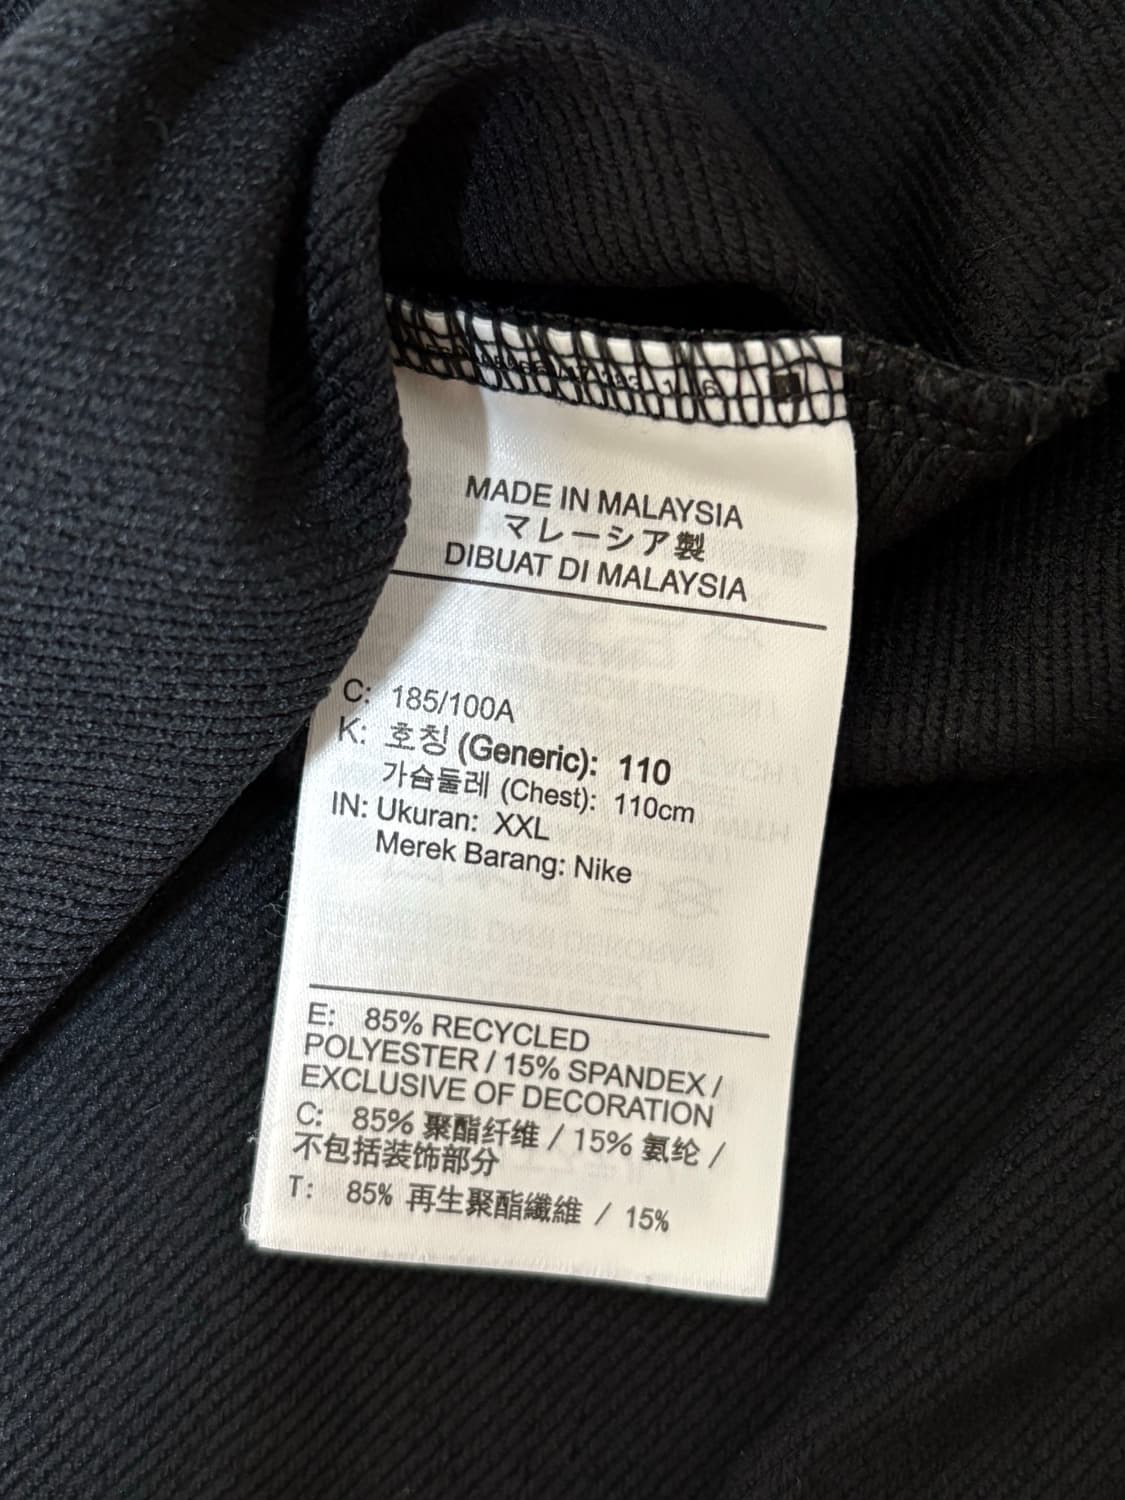 MADE IN MALAYSIA
マレーシア製
DIBUAT DI MALAYSIA
C: 185/100A
K: 호칭 (Generic): 110
가슴둘레 (Chest): 110cm
IN: Ukuran: XXL
Merek Barang: Nike
E: 85% RECYCLED
POLYESTER / 15% SPANDEX /
EXCLUSIVE OF DECORATION
C: 85% 聚酯纤维 / 15% 氨纶 /
不包括装饰部分
T: 85% 再生聚酯纖維 / 15%